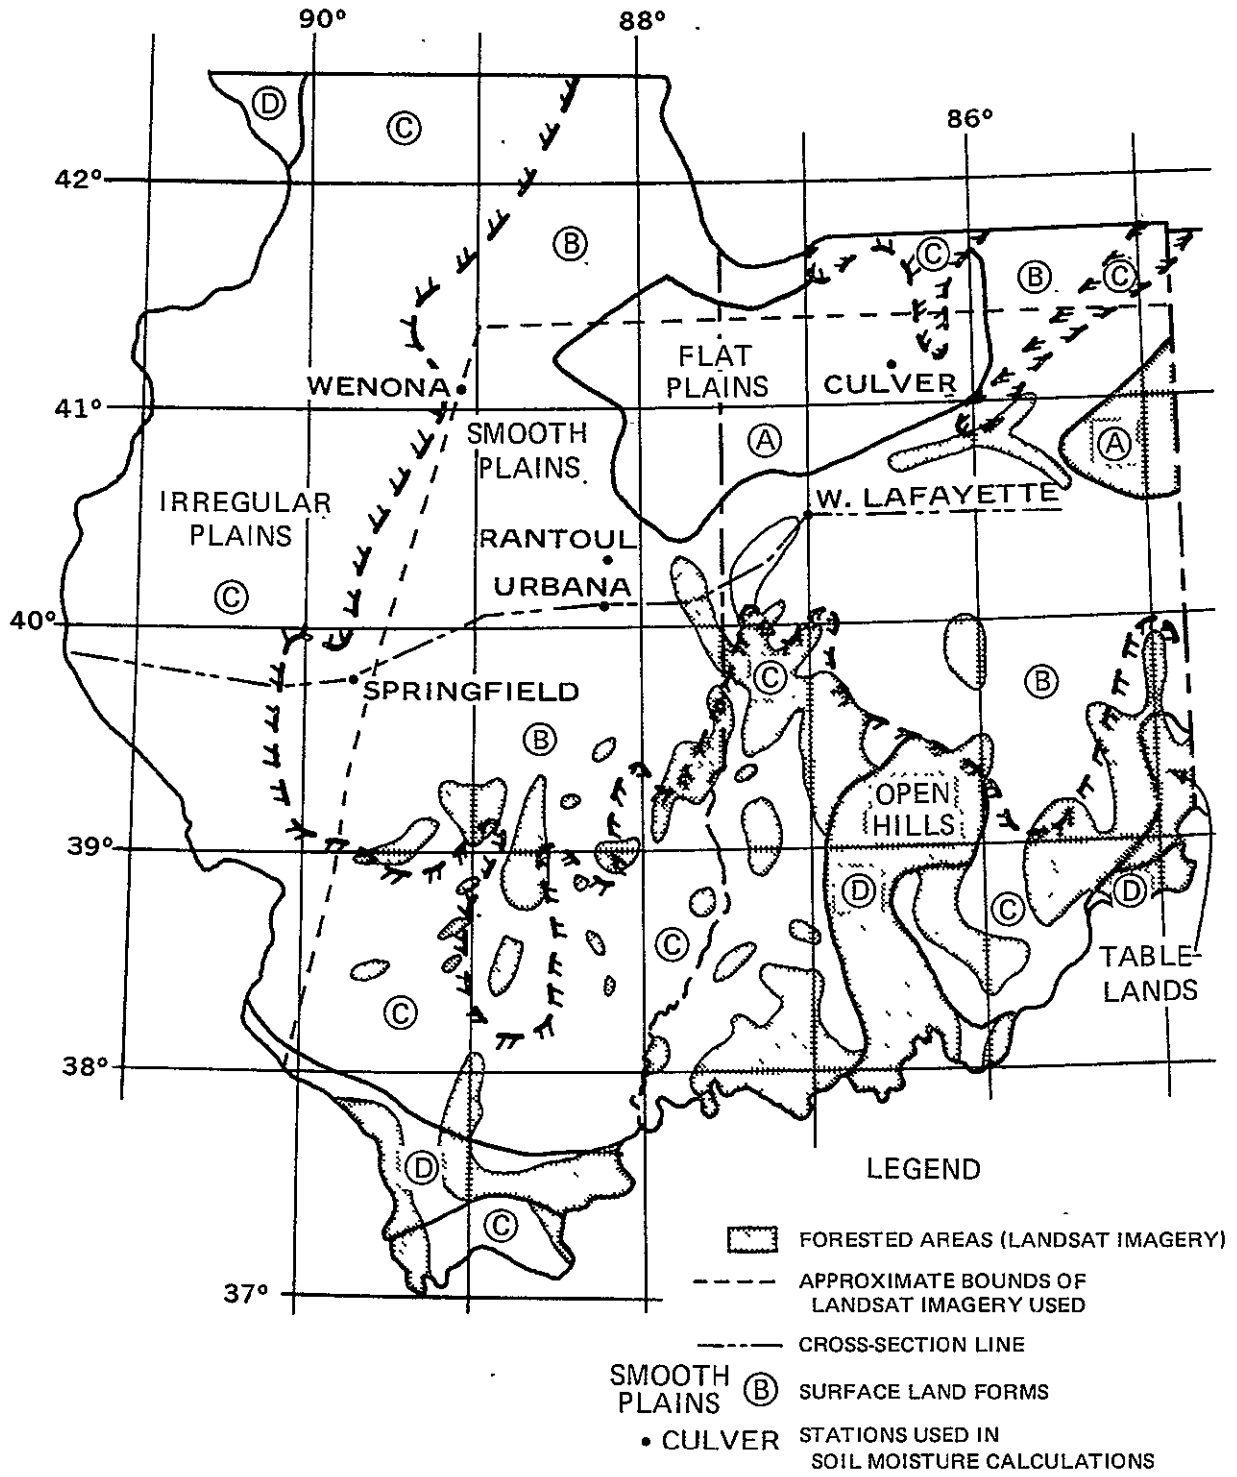 90°
88°
86°
D
C
42°
B
C
B
C
FLAT
PLAINS
WENONA
CULVER
41°
SMOOTH
PLAINS
A
A
IRREGULAR
PLAINS
W. LAFAYETTE
RANTOUL
URBANA
C
40°
C
B
SPRINGFIELD
B
OPEN
HILLS
39°
D
D
C
C
TABLE-
LANDS
C
38°
D
C
37°
LEGEND
FORESTED AREAS (LANDSAT IMAGERY)
APPROXIMATE BOUNDS OF
LANDSAT IMAGERY USED
CROSS-SECTION LINE
SMOOTH
PLAINS
B SURFACE LAND FORMS
CULVER STATIONS USED IN
SOIL MOISTURE CALCULATIONS